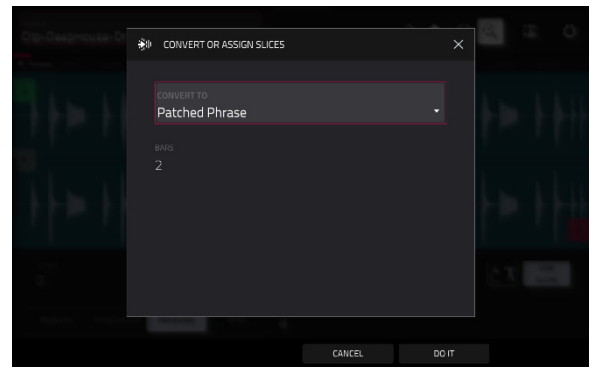 CONVERT OR ASSIGN SLICES
CONVERT TO
Patched Phrase
BARS
2
CANCEL
DO IT